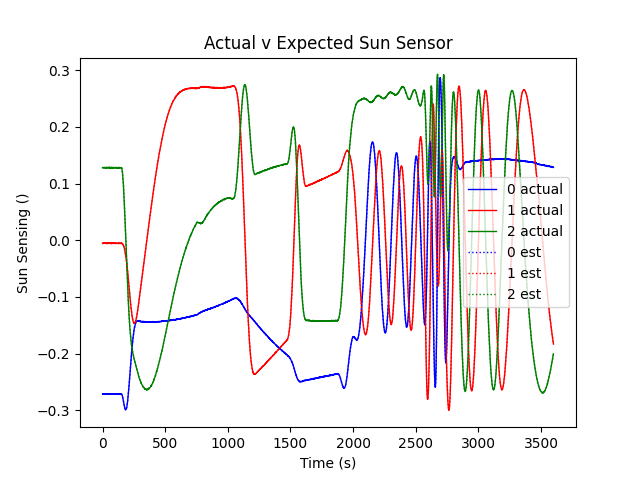 Actual v Expected Sun Sensor
Sun Sensing ()
0.3
0.2
0.1
0.0
−0.1
−0.2
−0.3
0 actual
1 actual
2 actual
0 est
1 est
2 est
0 500 1000 1500 2000 2500 3000 3500
Time (s)